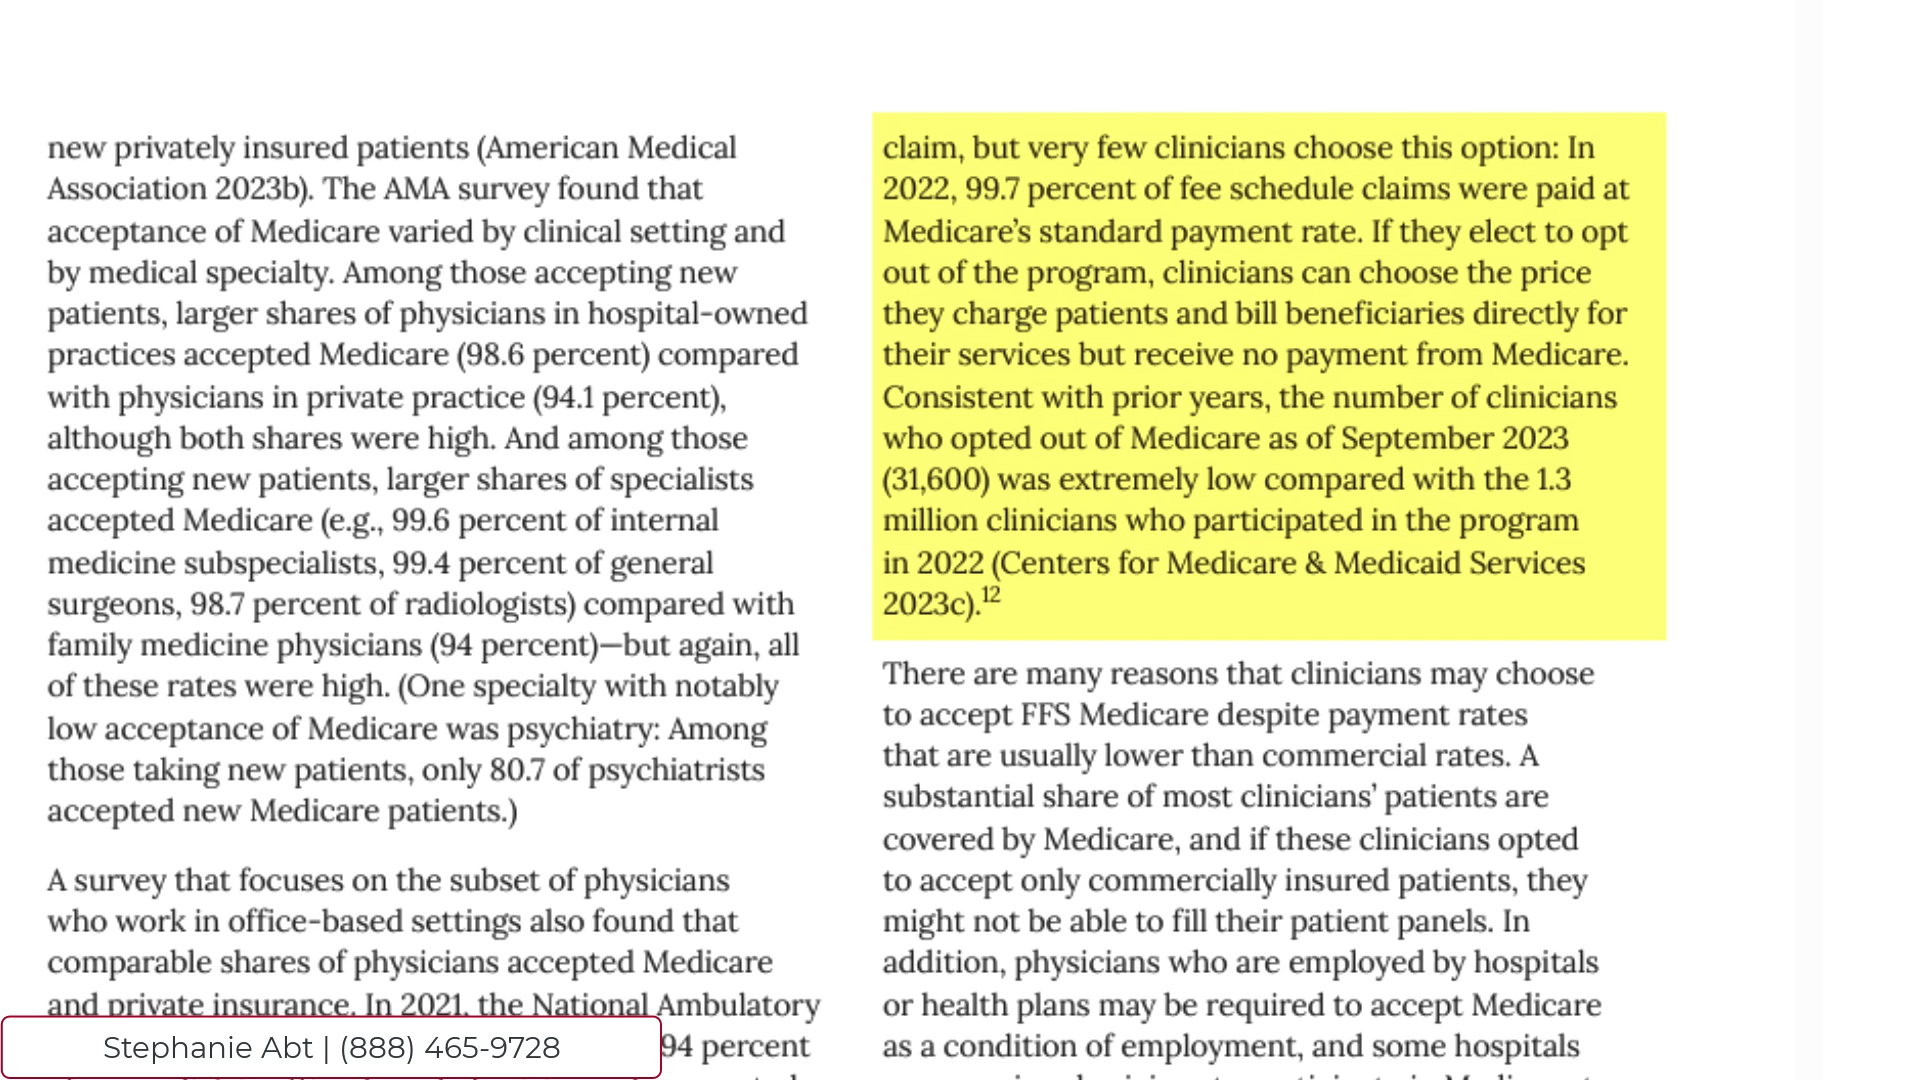 new privately insured patients (American Medical
Association 2023b). The AMA survey found that
acceptance of Medicare varied by clinical setting and
by medical specialty. Among those accepting new
patients, larger shares of physicians in hospital-owned
practices accepted Medicare (98.6 percent) compared
with physicians in private practice (94.1 percent),
although both shares were high. And among those
accepting new patients, larger shares of specialists
accepted Medicare (e.g., 99.6 percent of internal
medicine subspecialists, 99.4 percent of general
surgeons, 98.7 percent of radiologists) compared with
family medicine physicians (94 percent)—but again, all
of these rates were high. (One specialty with notably
low acceptance of Medicare was psychiatry: Among
those taking new patients, only 80.7 of psychiatrists
accepted new Medicare patients.)
A survey that focuses on the subset of physicians
who work in office-based settings also found that
comparable shares of physicians accepted Medicare
and private insurance. In 2021, the National Ambulatory
94 percent
Stephanie Abt | (888) 465-9728
claim, but very few clinicians choose this option: In
2022, 99.7 percent of fee schedule claims were paid at
Medicare’s standard payment rate. If they elect to opt
out of the program, clinicians can choose the price
they charge patients and bill beneficiaries directly for
their services but receive no payment from Medicare.
Consistent with prior years, the number of clinicians
who opted out of Medicare as of September 2023
(31,600) was extremely low compared with the 1.3
million clinicians who participated in the program
in 2022 (Centers for Medicare & Medicaid Services
2023c).¹²
There are many reasons that clinicians may choose
to accept FFS Medicare despite payment rates
that are usually lower than commercial rates. A
substantial share of most clinicians’ patients are
covered by Medicare, and if these clinicians opted
to accept only commercially insured patients, they
might not be able to fill their patient panels. In
addition, physicians who are employed by hospitals
or health plans may be required to accept Medicare
as a condition of employment, and some hospitals